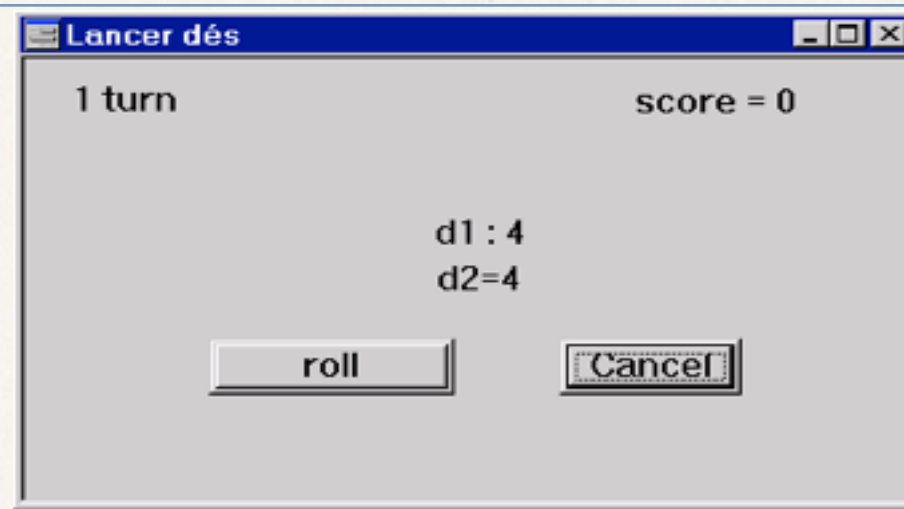 Lancer dés
1 turn score = 0
d1 : 4
d2=4
roll Cancel